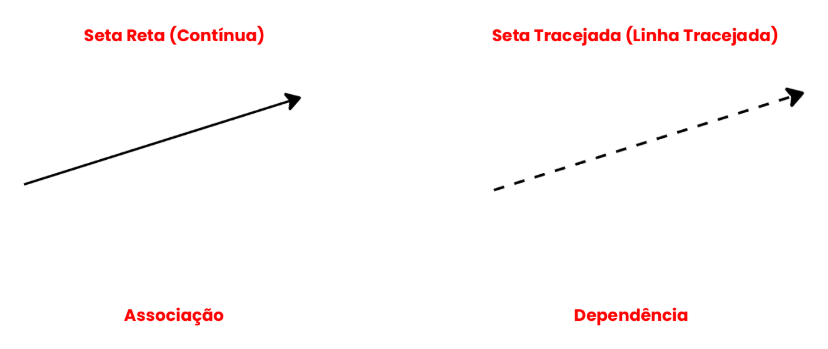 Seta Reta (Contínua)
Seta Tracejada (Linha Tracejada)
Associação
Dependência